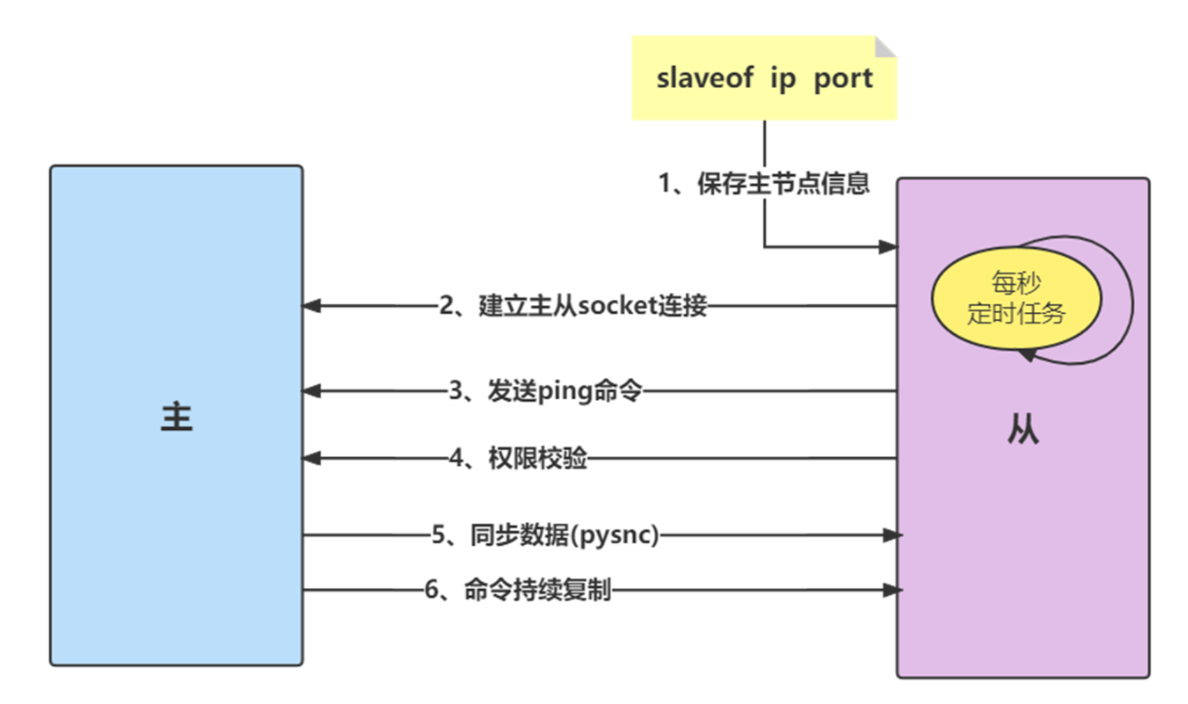 slaveof ip port
1、保存主节点信息
每秒
定时任务
2、建立主从socket连接
3、发送ping命令
主
从
4、权限校验
5、同步数据(pysnc)
6、命令持续复制